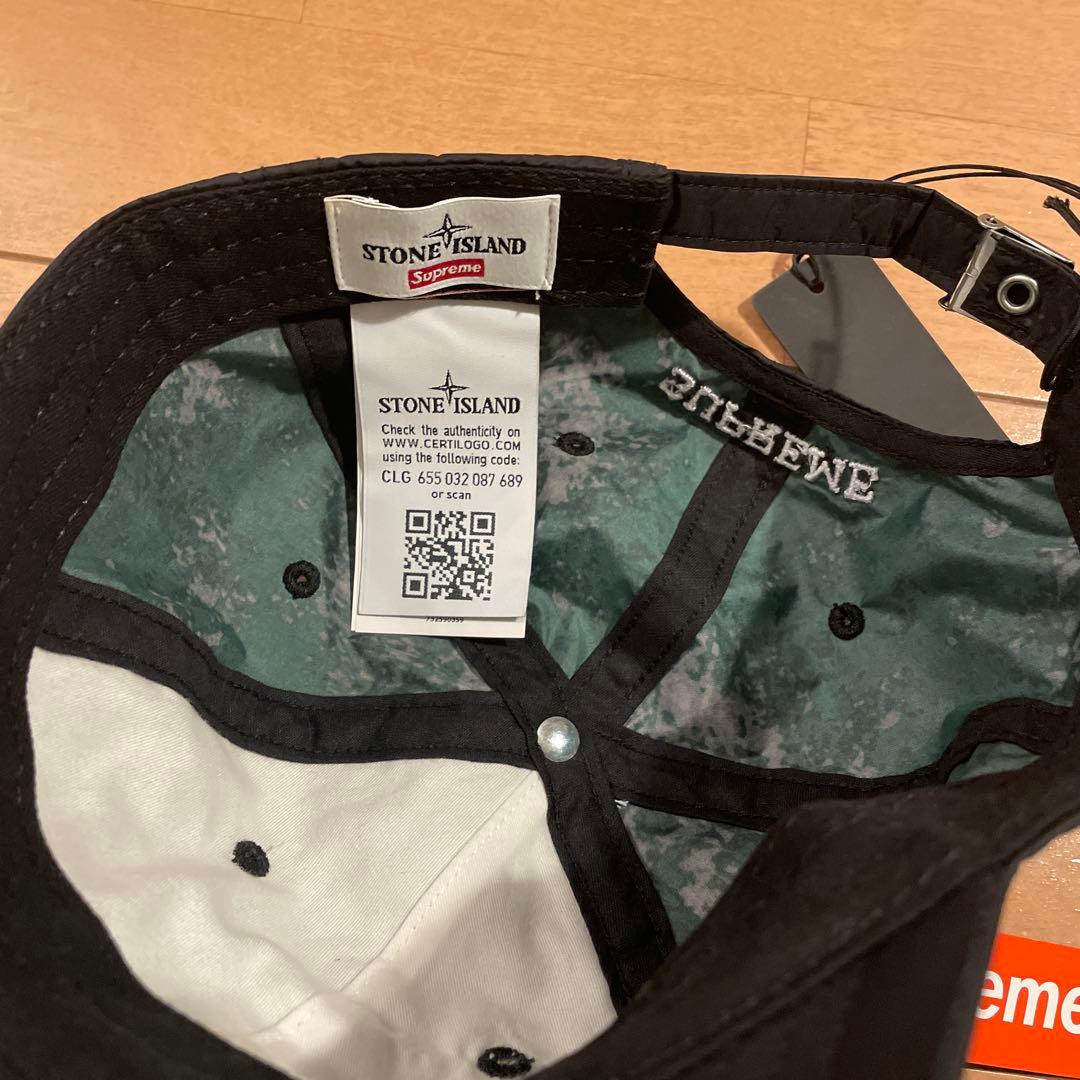 STONE ISLAND
Supreme
STONE ISLAND
Check the authenticity on
WWW.CERTILOGO.COM
using the following code:
CLG 655 032 087 689
or scan
SUPREME
eme